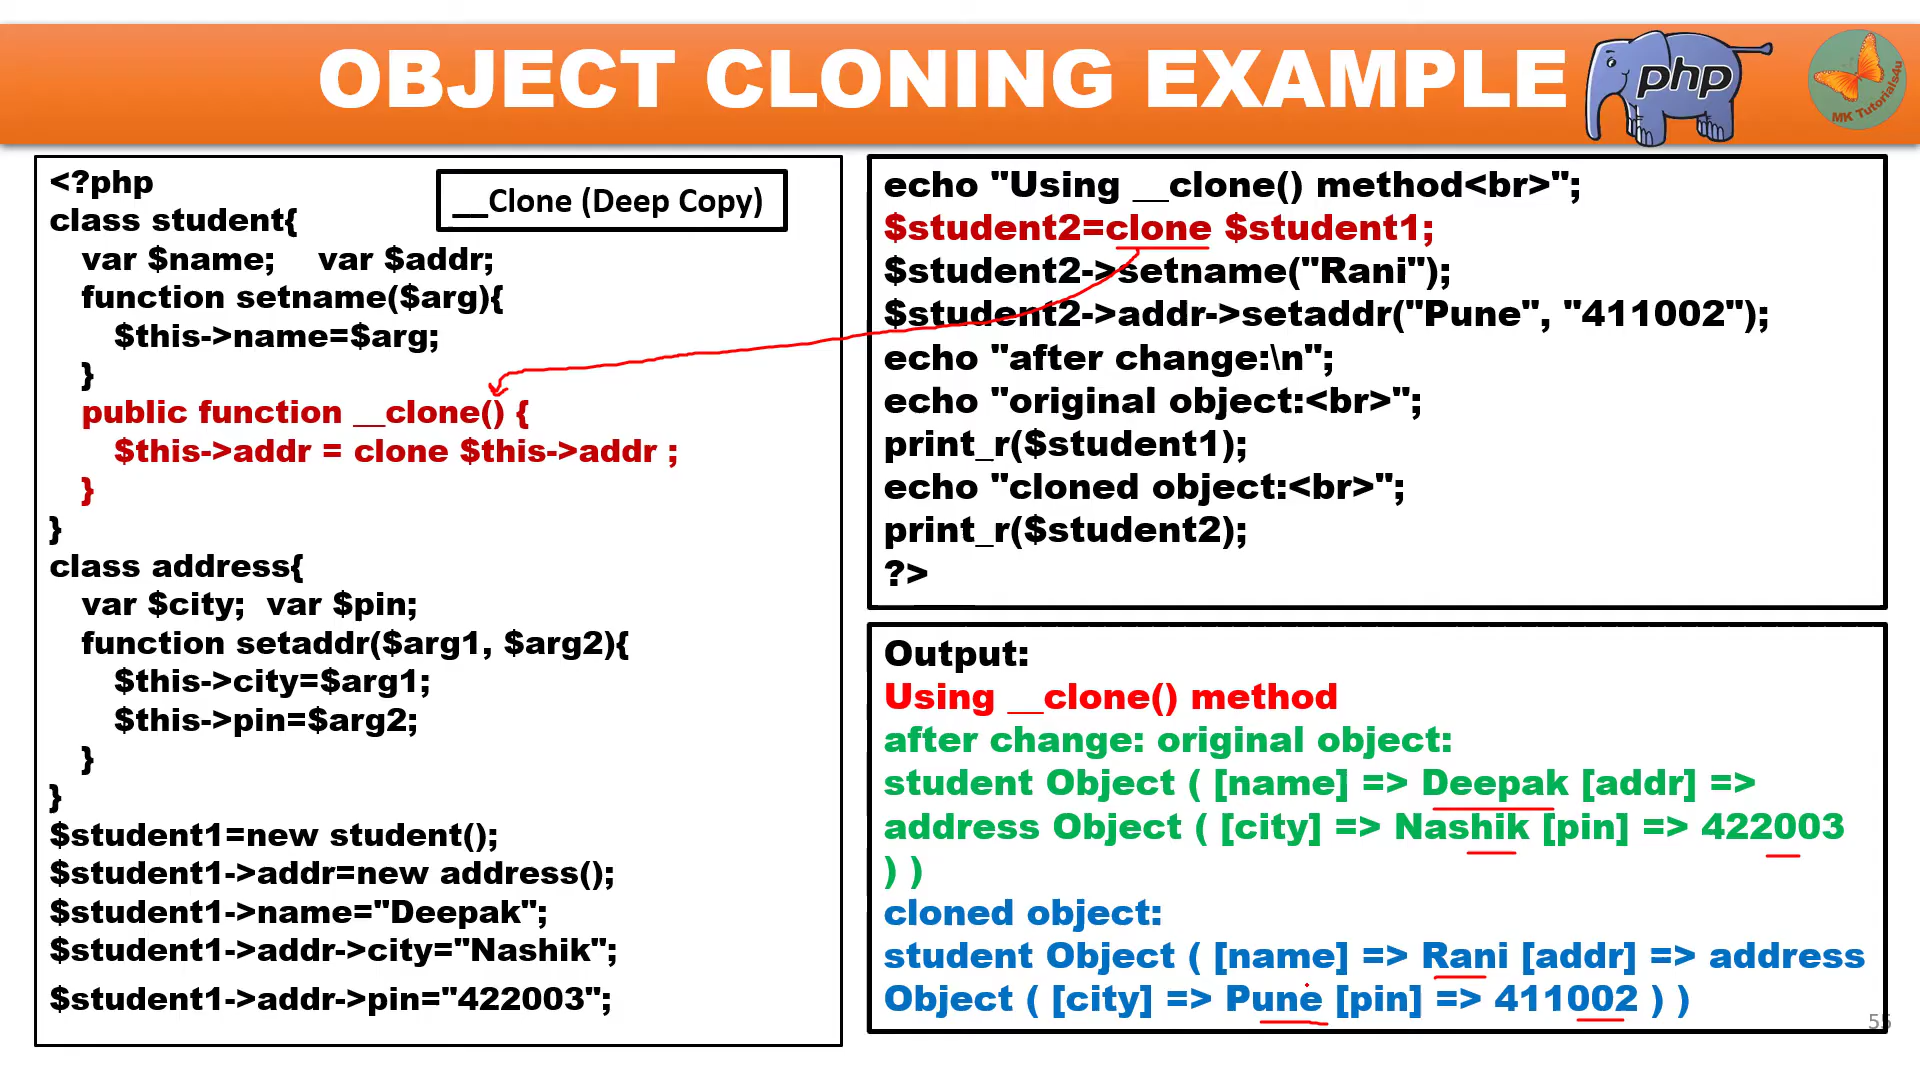 OBJECT CLONING EXAMPLE
php
MK Tutorials4u
<?php
__Clone (Deep Copy)
class student{
var $name; var $addr;
function setname($arg){
$this->name=$arg;
}
public function __clone() {
$this->addr = clone $this->addr ;
}
}
class address{
var $city; var $pin;
function setaddr($arg1, $arg2){
$this->city=$arg1;
$this->pin=$arg2;
}
}
$student1=new student();
$student1->addr=new address();
$student1->name="Deepak";
$student1->addr->city="Nashik";
$student1->addr->pin="422003";
echo "Using __clone() method<br>";
$student2=clone $student1;
$student2->setname("Rani");
$student2->addr->setaddr("Pune", "411002");
echo "after change:\n";
echo "original object:<br>";
print_r($student1);
echo "cloned object:<br>";
print_r($student2);
?>
Output:
Using __clone() method
after change: original object:
student Object ( [name] => Deepak [addr] =>
address Object ( [city] => Nashik [pin] => 422003
) )
cloned object:
student Object ( [name] => Rani [addr] => address
Object ( [city] => Pune [pin] => 411002 ) )
55